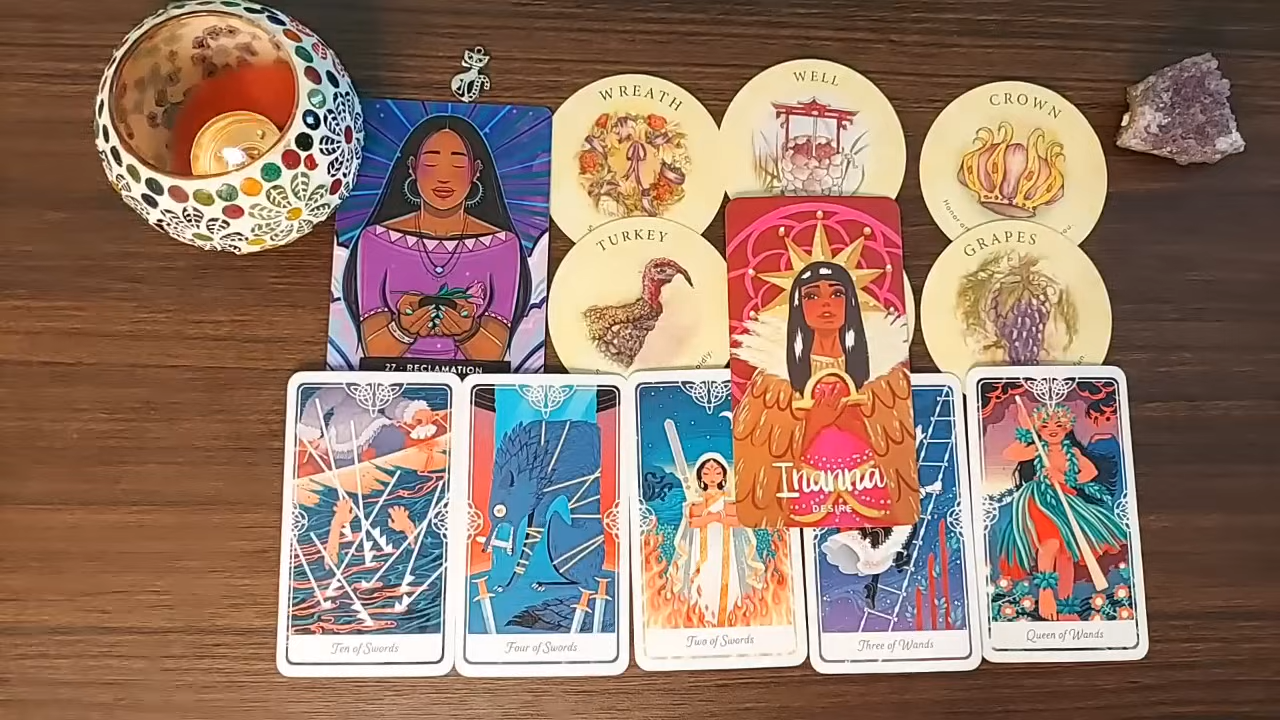 WREATH
WELL
CROWN
Honor
TURKEY
GRAPES
27 · RECLAMATION
Inanna
DESIRE
Ten of Swords
Four of Swords
Two of Swords
Three of Wands
Queen of Wands